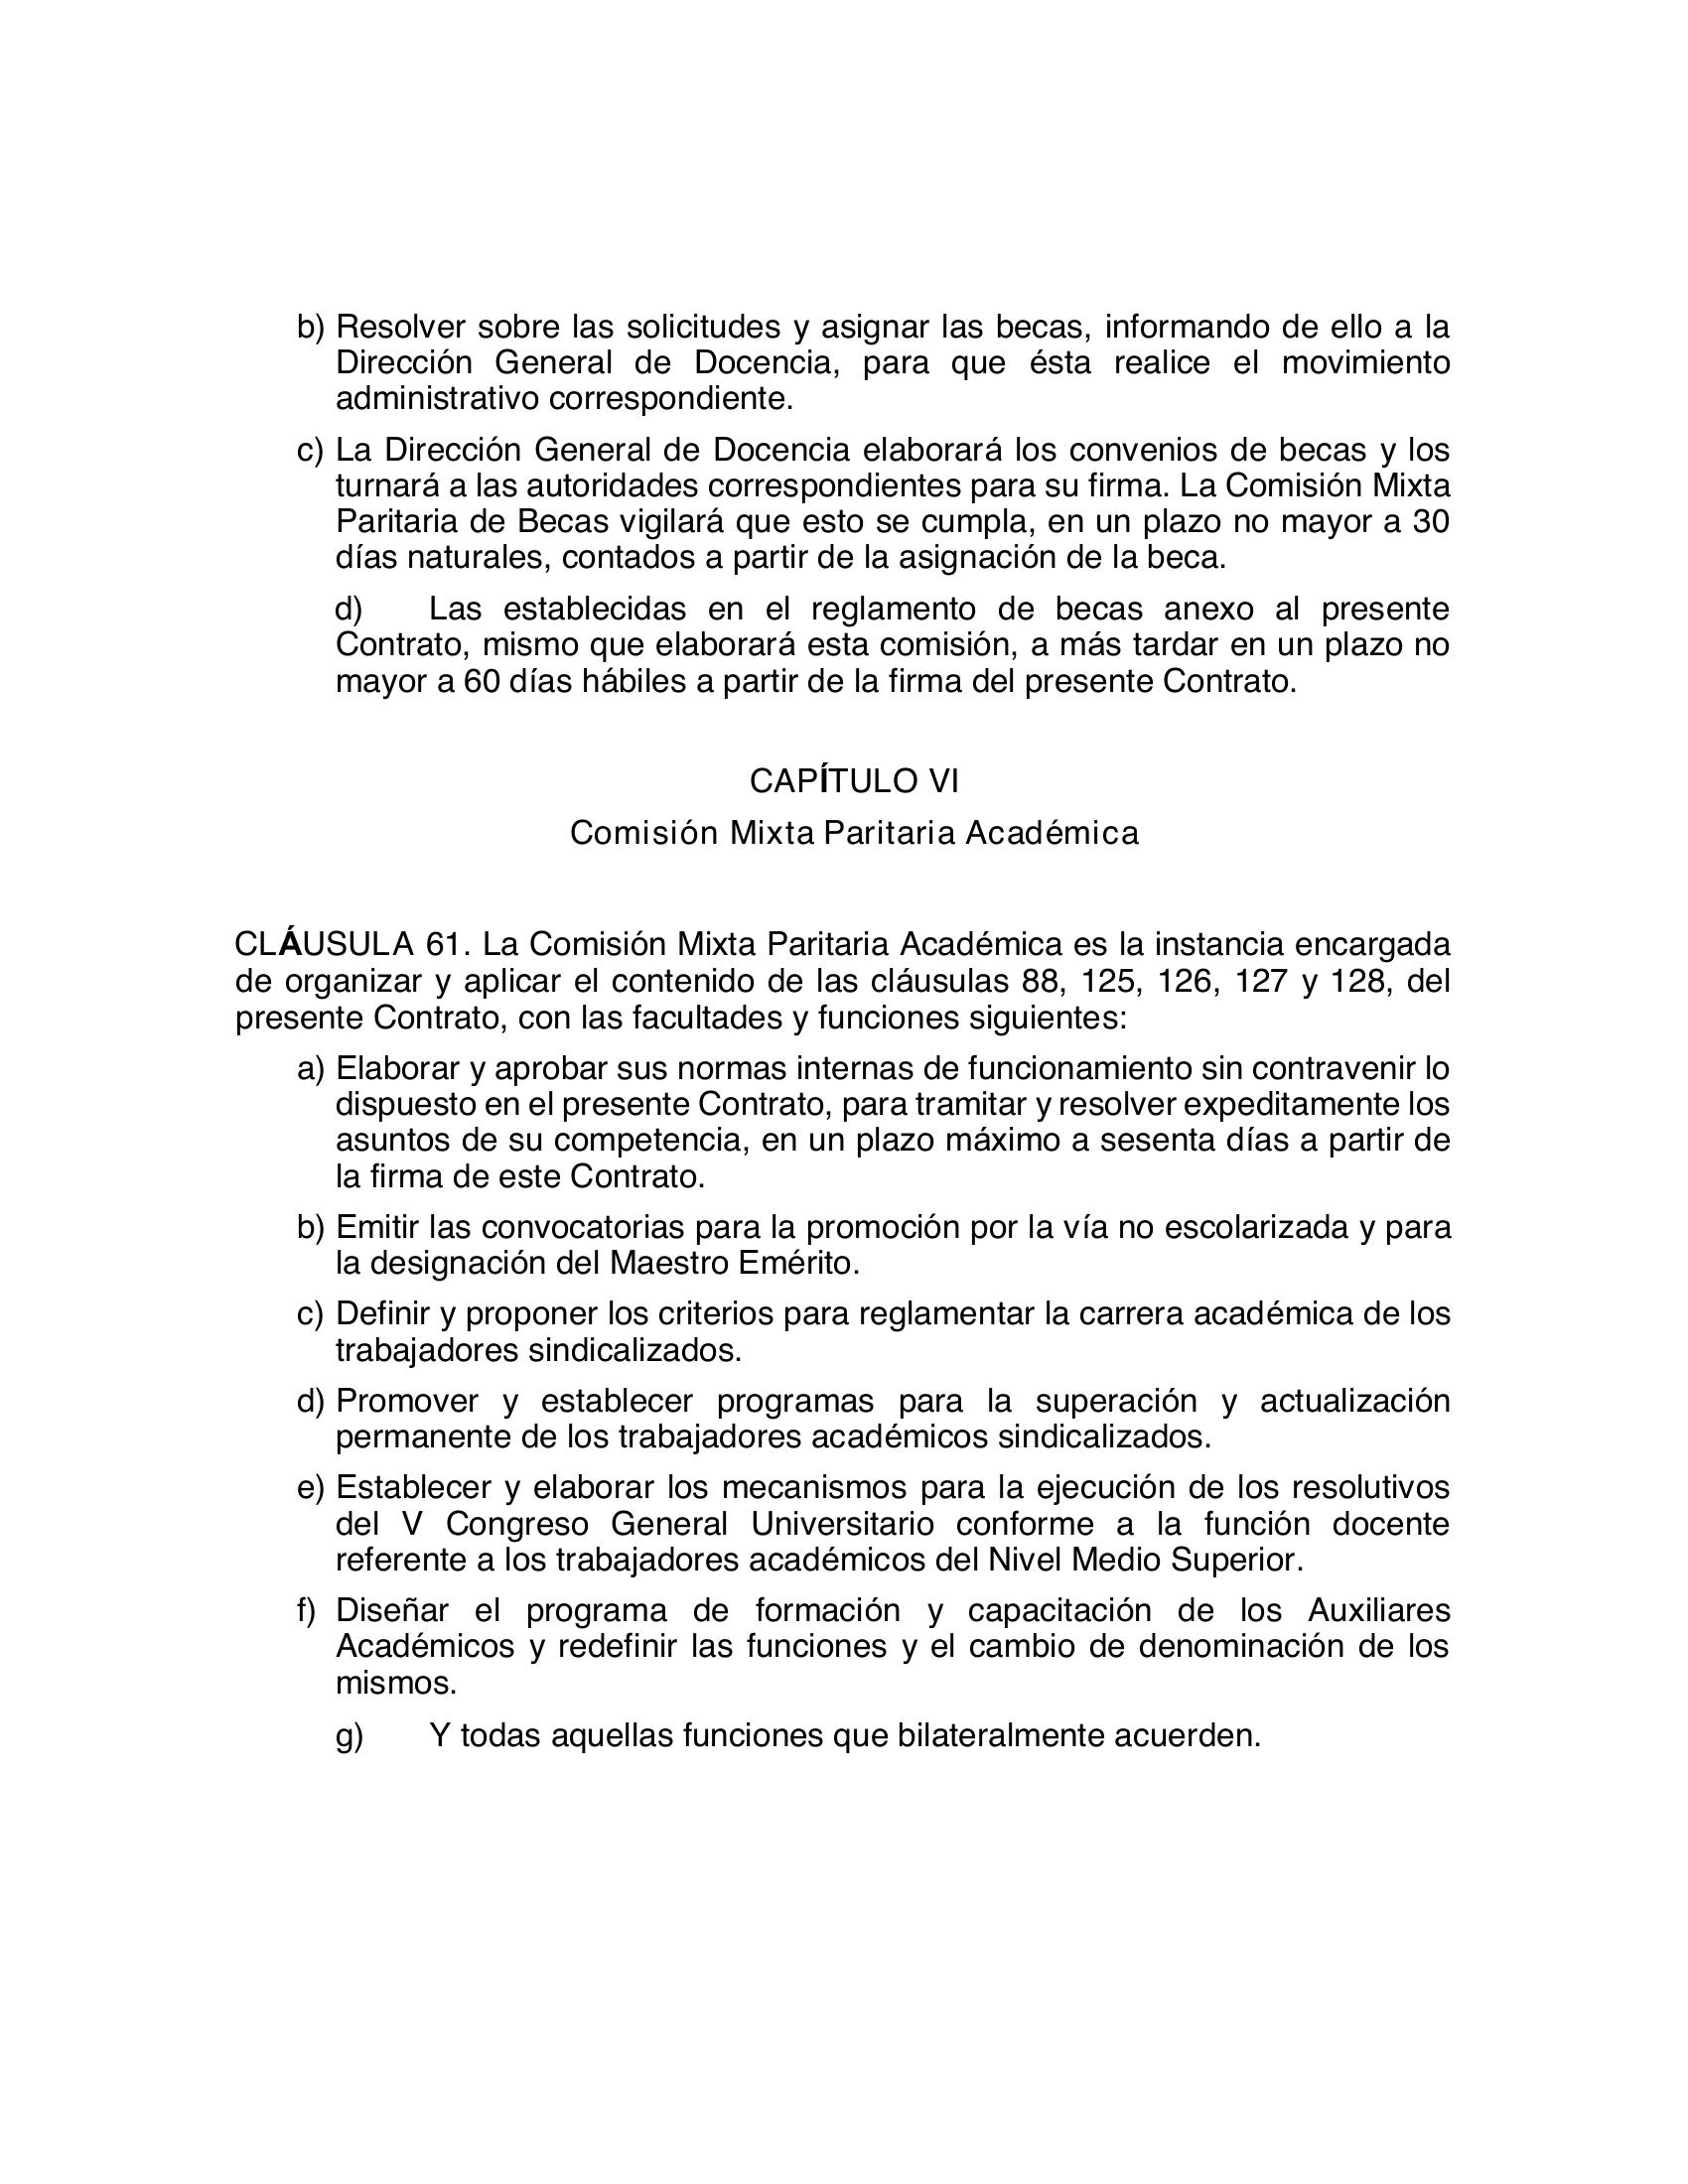 b) Resolver sobre las solicitudes y asignar las becas, informando de ello a la
Dirección General de Docencia, para que ésta realice el movimiento
administrativo correspondiente.
c) La Dirección General de Docencia elaborará los convenios de becas y los
turnará a las autoridades correspondientes para su firma. La Comisión Mixta
Paritaria de Becas vigilará que esto se cumpla, en un plazo no mayor a 30
días naturales, contados a partir de la asignación de la beca.
d) Las establecidas en el reglamento de becas anexo al presente
Contrato, mismo que elaborará esta comisión, a más tardar en un plazo no
mayor a 60 días hábiles a partir de la firma del presente Contrato.
CAPÍTULO VI
Comisión Mixta Paritaria Académica
CLÁUSULA 61. La Comisión Mixta Paritaria Académica es la instancia encargada
de organizar y aplicar el contenido de las cláusulas 88, 125, 126, 127 y 128, del
presente Contrato, con las facultades y funciones siguientes:
a) Elaborar y aprobar sus normas internas de funcionamiento sin contravenir lo
dispuesto en el presente Contrato, para tramitar y resolver expeditamente los
asuntos de su competencia, en un plazo máximo a sesenta días a partir de
la firma de este Contrato.
b) Emitir las convocatorias para la promoción por la vía no escolarizada y para
la designación del Maestro Emérito.
c) Definir y proponer los criterios para reglamentar la carrera académica de los
trabajadores sindicalizados.
d) Promover y establecer programas para la superación y actualización
permanente de los trabajadores académicos sindicalizados.
e) Establecer y elaborar los mecanismos para la ejecución de los resolutivos
del V Congreso General Universitario conforme a la función docente
referente a los trabajadores académicos del Nivel Medio Superior.
f) Diseñar el programa de formación y capacitación de los Auxiliares
Académicos y redefinir las funciones y el cambio de denominación de los
mismos.
g) Y todas aquellas funciones que bilateralmente acuerden.